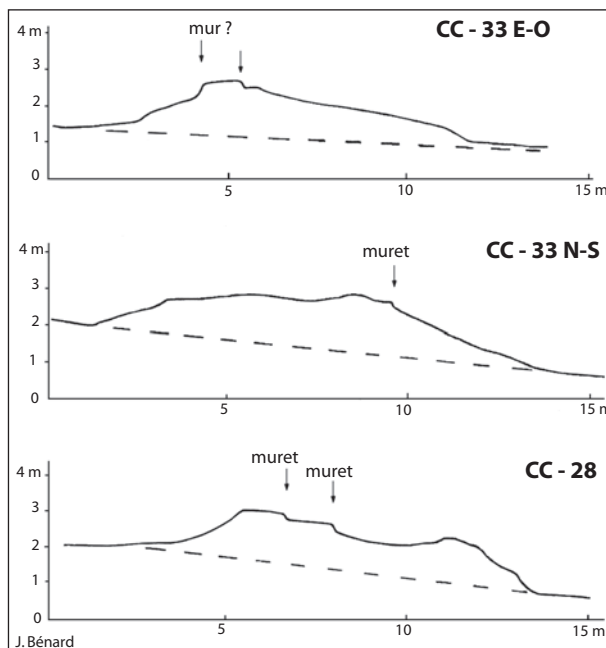 mur ?
CC - 33 E-O
4 m
3
2
1
0
5
10
15 m
CC - 33 N-S
muret
4 m
3
2
1
0
5
10
15 m
CC - 28
muret
muret
4 m
3
2
1
0
5
10
15 m
J. Bénard